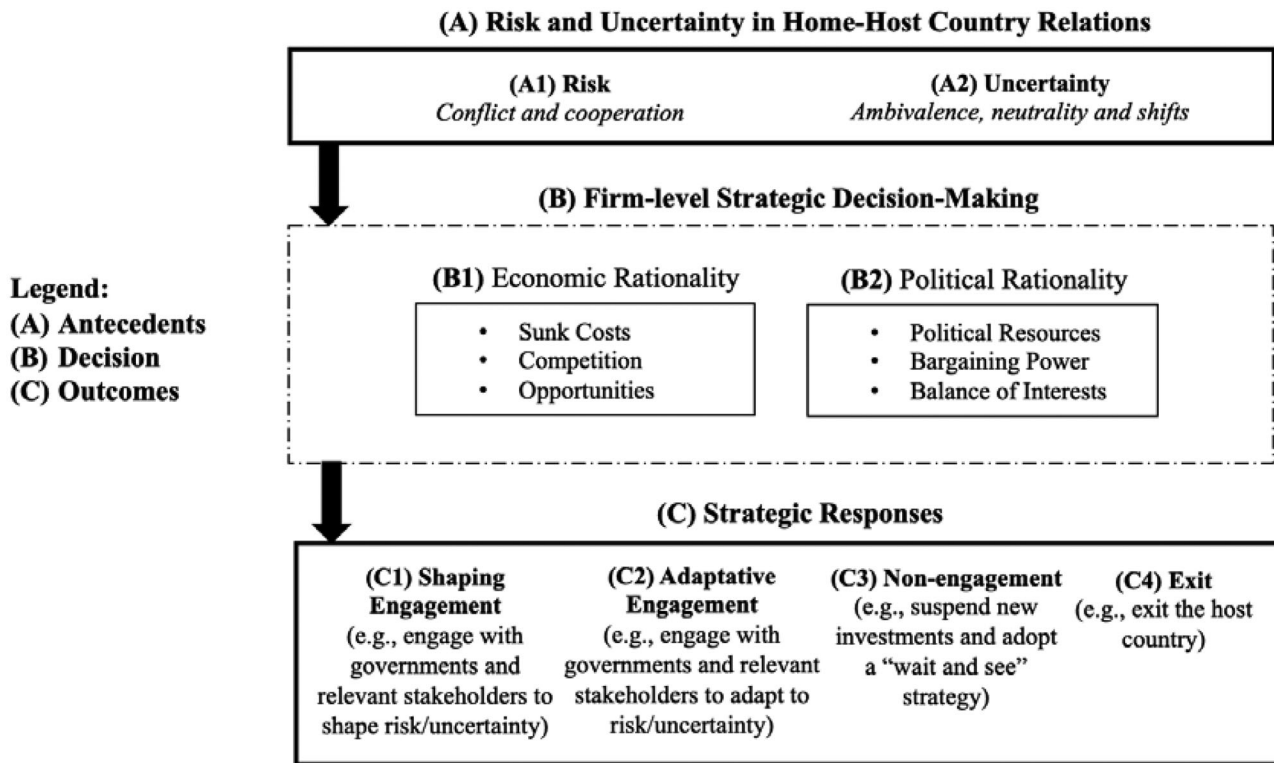 (A) Risk and Uncertainty in Home-Host Country Relations
(A1) Risk
Conflict and cooperation
(A2) Uncertainty
Ambivalence, neutrality and shifts
(B) Firm-level Strategic Decision-Making
(B1) Economic Rationality
• Sunk Costs
• Competition
• Opportunities
(B2) Political Rationality
• Political Resources
• Bargaining Power
• Balance of Interests
Legend:
(A) Antecedents
(B) Decision
(C) Outcomes
(C) Strategic Responses
(C1) Shaping
Engagement
(e.g., engage with
governments and
relevant stakeholders to
shape risk/uncertainty)
(C2) Adaptative
Engagement
(e.g., engage with
governments and relevant
stakeholders to adapt to
risk/uncertainty)
(C3) Non-engagement
(e.g., suspend new
investments and adopt
a “wait and see”
strategy)
(C4) Exit
(e.g., exit the host
country)